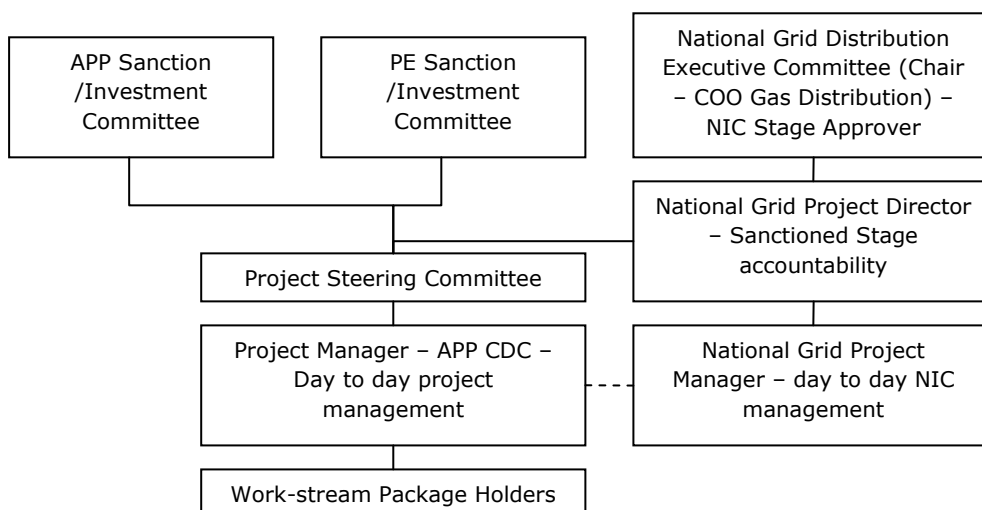 APP Sanction
/Investment
Committee
PE Sanction
/Investment
Committee
National Grid Distribution
Executive Committee (Chair
– COO Gas Distribution) –
NIC Stage Approver
National Grid Project Director
– Sanctioned Stage
accountability
Project Steering Committee
Project Manager – APP CDC –
Day to day project
management
National Grid Project
Manager – day to day NIC
management
Work-stream Package Holders